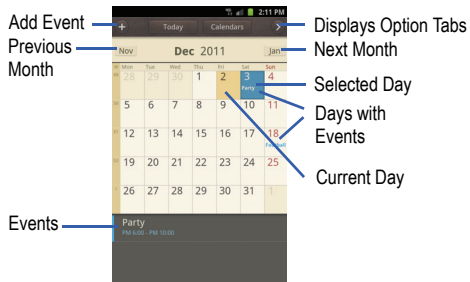 2:11 PM
Add Event
+ Today Calendars >
Displays Option Tabs
Previous Month
Nov Dec 2011 Jan
Next Month
Mon Tue Wed Thu Fri Sat Sun
28 29 30 1 2 3 4
Party
Selected Day
5 6 7 8 9 10 11
Days with Events
12 13 14 15 16 17 18
Football
19 20 21 22 23 24 25
Current Day
26 27 28 29 30 31 1
Events
Party
PM 6:00 - PM 10:00